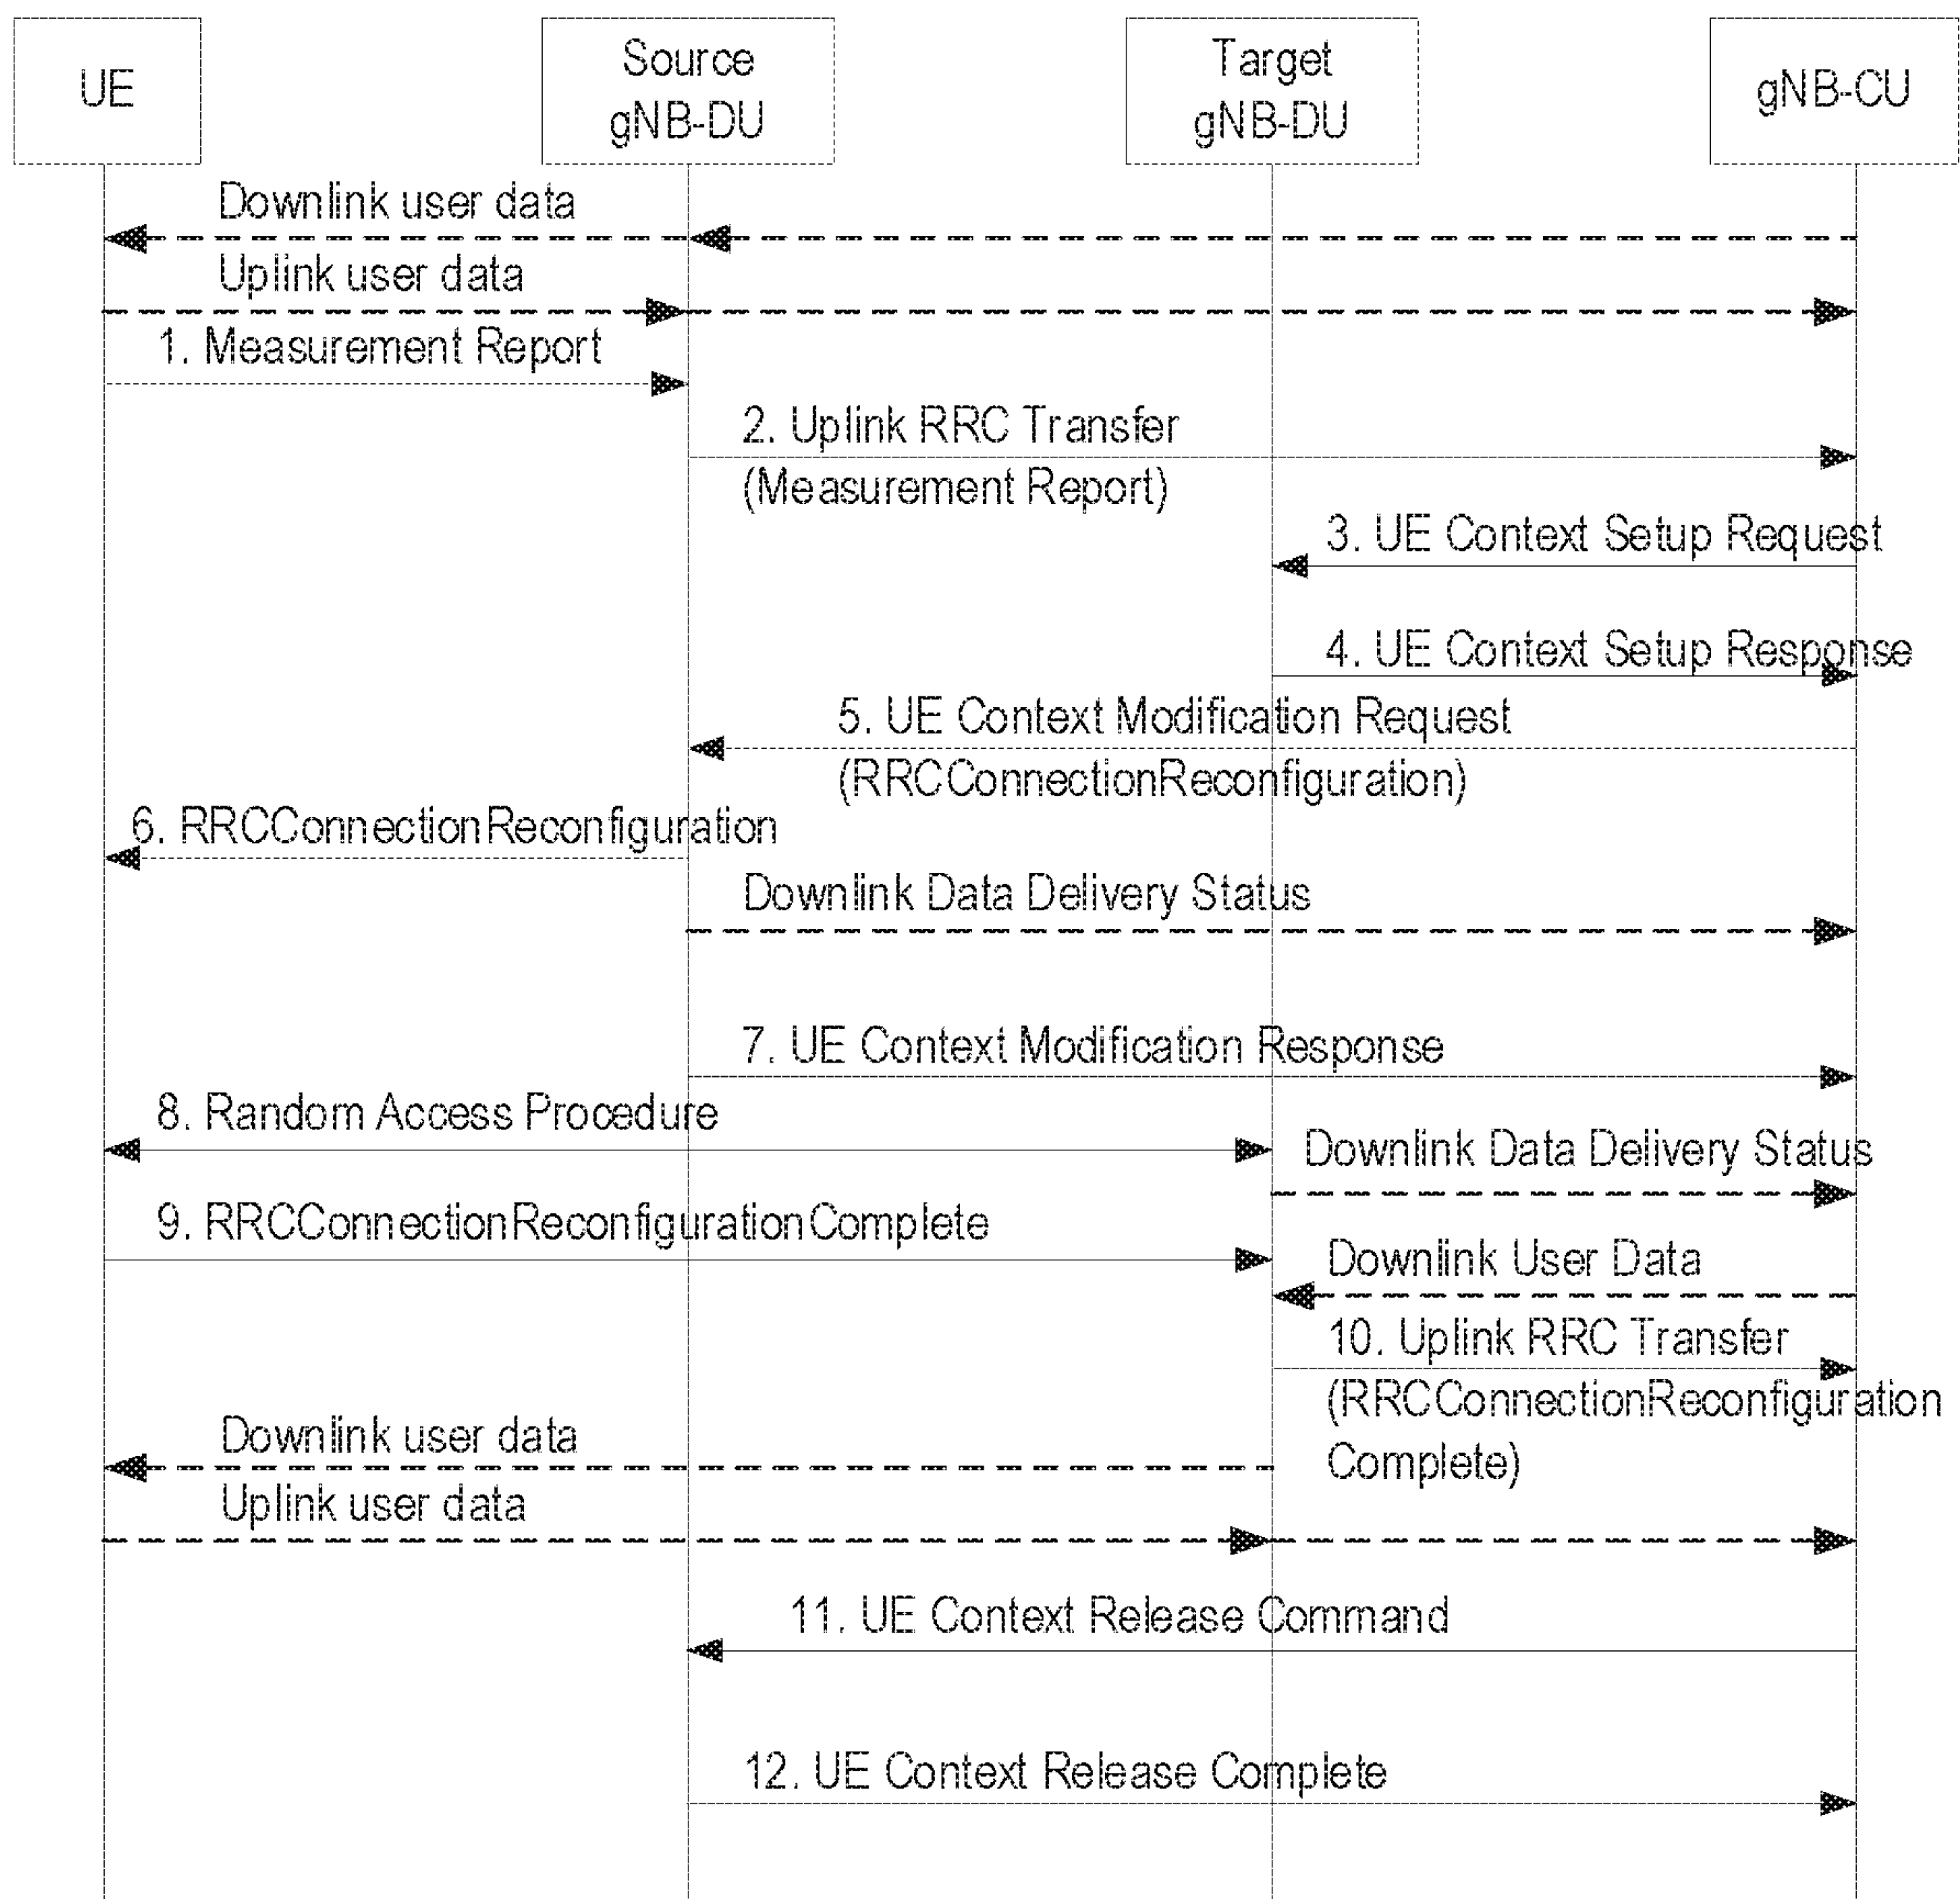 UE
Source
gNB-DU
Target
gNB-DU
gNB-CU
Downlink user data
Uplink user data
1. Measurement Report
2. Uplink RRC Transfer
(Measurement Report)
3. UE Context Setup Request
4. UE Context Setup Response
5. UE Context Modification Request
(RRCConnectionReconfiguration)
6. RRCConnectionReconfiguration
Downlink Data Delivery Status
7. UE Context Modification Response
8. Random Access Procedure
Downlink Data Delivery Status
9. RRCConnectionReconfigurationComplete
Downlink User Data
10. Uplink RRC Transfer
(RRCConnectionReconfiguration
Complete)
Downlink user data
Uplink user data
11. UE Context Release Command
12. UE Context Release Complete